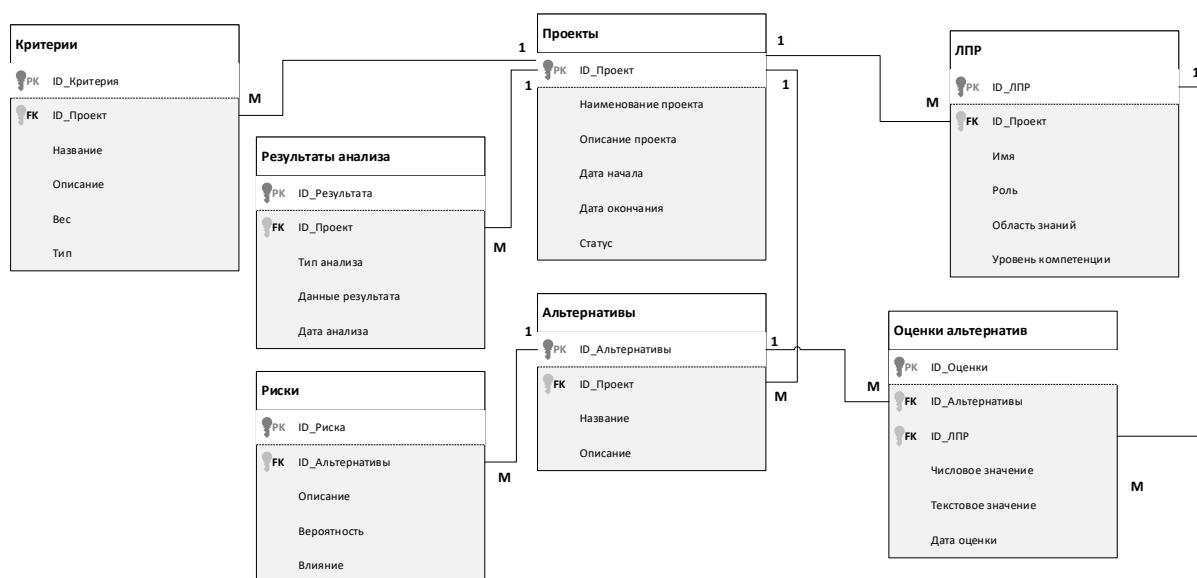 Критерии
PK ID_Критерия
FK ID_Проект
Название
Описание
Вес
Тип
M
1
Результаты анализа
PK ID_Результата
FK ID_Проект
Тип анализа
Данные результата
Дата анализа
M
1
Риски
PK ID_Риска
FK ID_Альтернативы
Описание
Вероятность
Влияние
M
1
Проекты
PK ID_Проект
Наименование проекта
Описание проекта
Дата начала
Дата окончания
Статус
1
1
Альтернативы
PK ID_Альтернативы
FK ID_Проект
Название
Описание
1
M
ЛПР
PK ID_ЛПР
FK ID_Проект
Имя
Роль
Область знаний
Уровень компетенции
M
1
Оценки альтернатив
PK ID_Оценки
FK ID_Альтернативы
FK ID_ЛПР
Числовое значение
Текстовое значение
Дата оценки
M
M